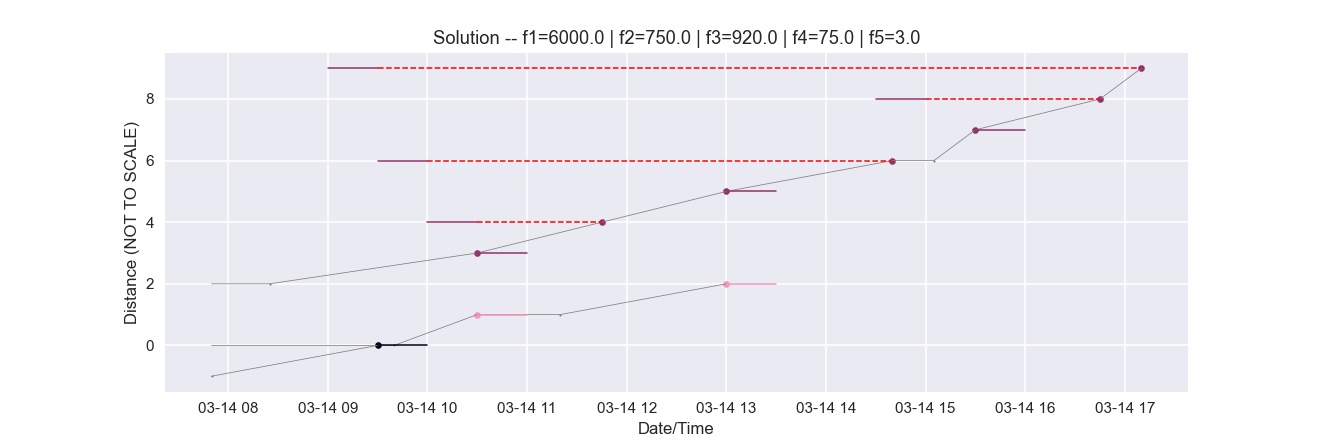 Solution -- f1=6000.0 | f2=750.0 | f3=920.0 | f4=75.0 | f5=3.0
Distance (NOT TO SCALE)
8
6
4
2
0
03-14 08 03-14 09 03-14 10 03-14 11 03-14 12 03-14 13 03-14 14 03-14 15 03-14 16 03-14 17
Date/Time